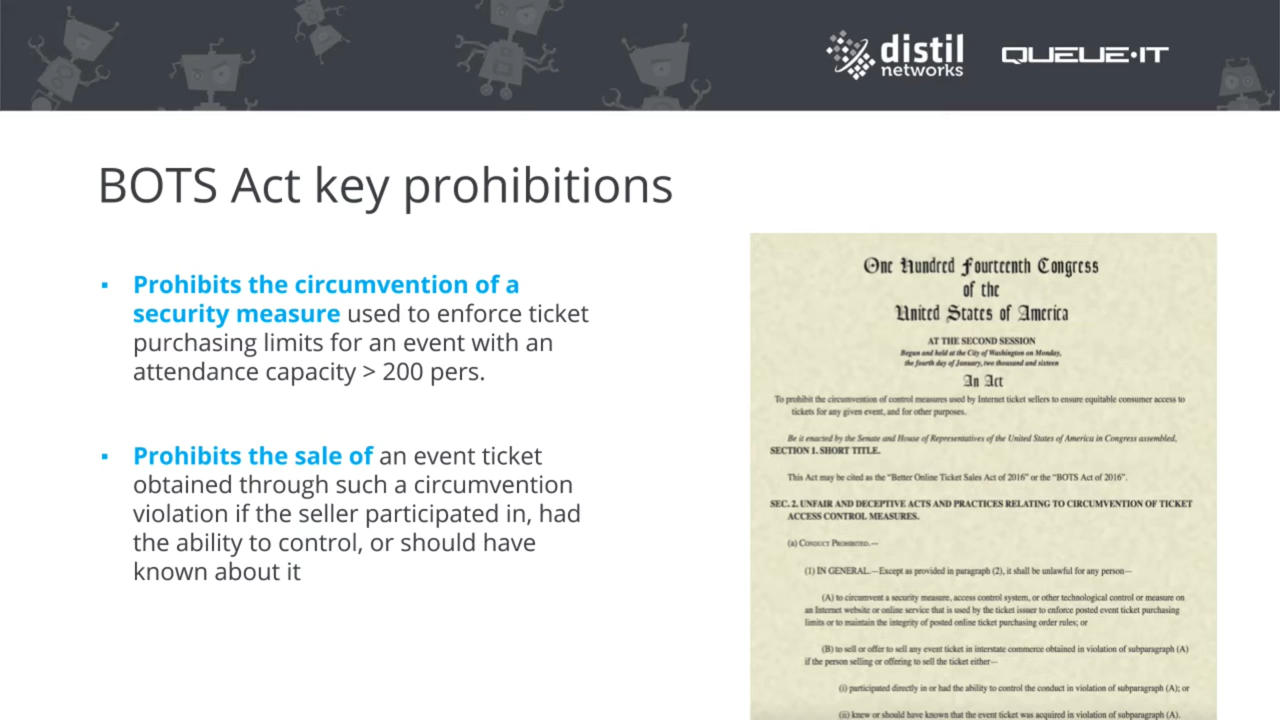 distil
networks
QUEUE·IT
BOTS Act key prohibitions
▪ Prohibits the circumvention of a
security measure used to enforce ticket
purchasing limits for an event with an
attendance capacity > 200 pers.
▪ Prohibits the sale of an event ticket
obtained through such a circumvention
violation if the seller participated in, had
the ability to control, or should have
known about it
One Hundred Fourteenth Congress
of the
United States of America
AT THE SECOND SESSION
Begun and held at the City of Washington on Monday,
the fourth day of January, two thousand and sixteen
An Act
To prohibit the circumvention of control measures used by Internet ticket sellers to ensure equitable consumer access to
tickets for any given event, and for other purposes.
Be it enacted by the Senate and House of Representatives of the United States of America in Congress assembled,
SECTION 1. SHORT TITLE.
This Act may be cited as the “Better Online Ticket Sales Act of 2016” or the “BOTS Act of 2016”.
SEC. 2. UNFAIR AND DECEPTIVE ACTS AND PRACTICES RELATING TO CIRCUMVENTION OF TICKET
ACCESS CONTROL MEASURES.
(a) CONDUCT PROHIBITED.—
(1) IN GENERAL.—Except as provided in paragraph (2), it shall be unlawful for any person—
(A) to circumvent a security measure, access control system, or other technological control or measure on
an Internet website or online service that is used by the ticket issuer to enforce posted event ticket purchasing
limits or to maintain the integrity of posted online ticket purchasing order rules; or
(B) to sell or offer to sell any event ticket in interstate commerce obtained in violation of subparagraph (A)
if the person selling or offering to sell the ticket either—
(i) participated directly in or had the ability to control the conduct in violation of subparagraph (A); or
(ii) knew or should have known that the event ticket was acquired in violation of subparagraph (A).